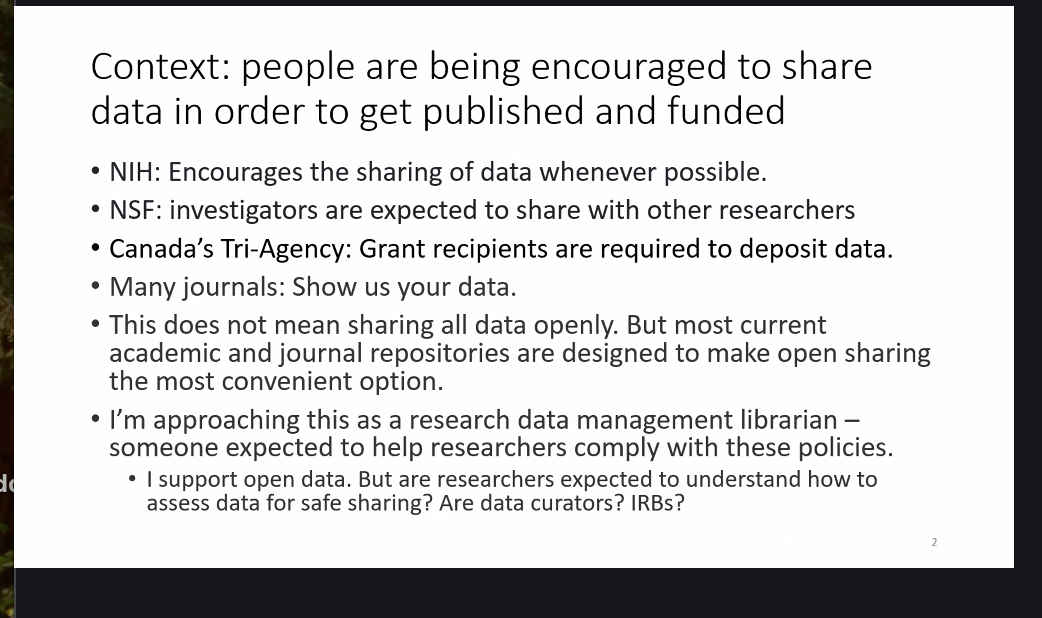 Context: people are being encouraged to share
data in order to get published and funded
• NIH: Encourages the sharing of data whenever possible.
• NSF: investigators are expected to share with other researchers
• Canada’s Tri-Agency: Grant recipients are required to deposit data.
• Many journals: Show us your data.
• This does not mean sharing all data openly. But most current
academic and journal repositories are designed to make open sharing
the most convenient option.
• I’m approaching this as a research data management librarian –
someone expected to help researchers comply with these policies.
• I support open data. But are researchers expected to understand how to
assess data for safe sharing? Are data curators? IRBs?
2